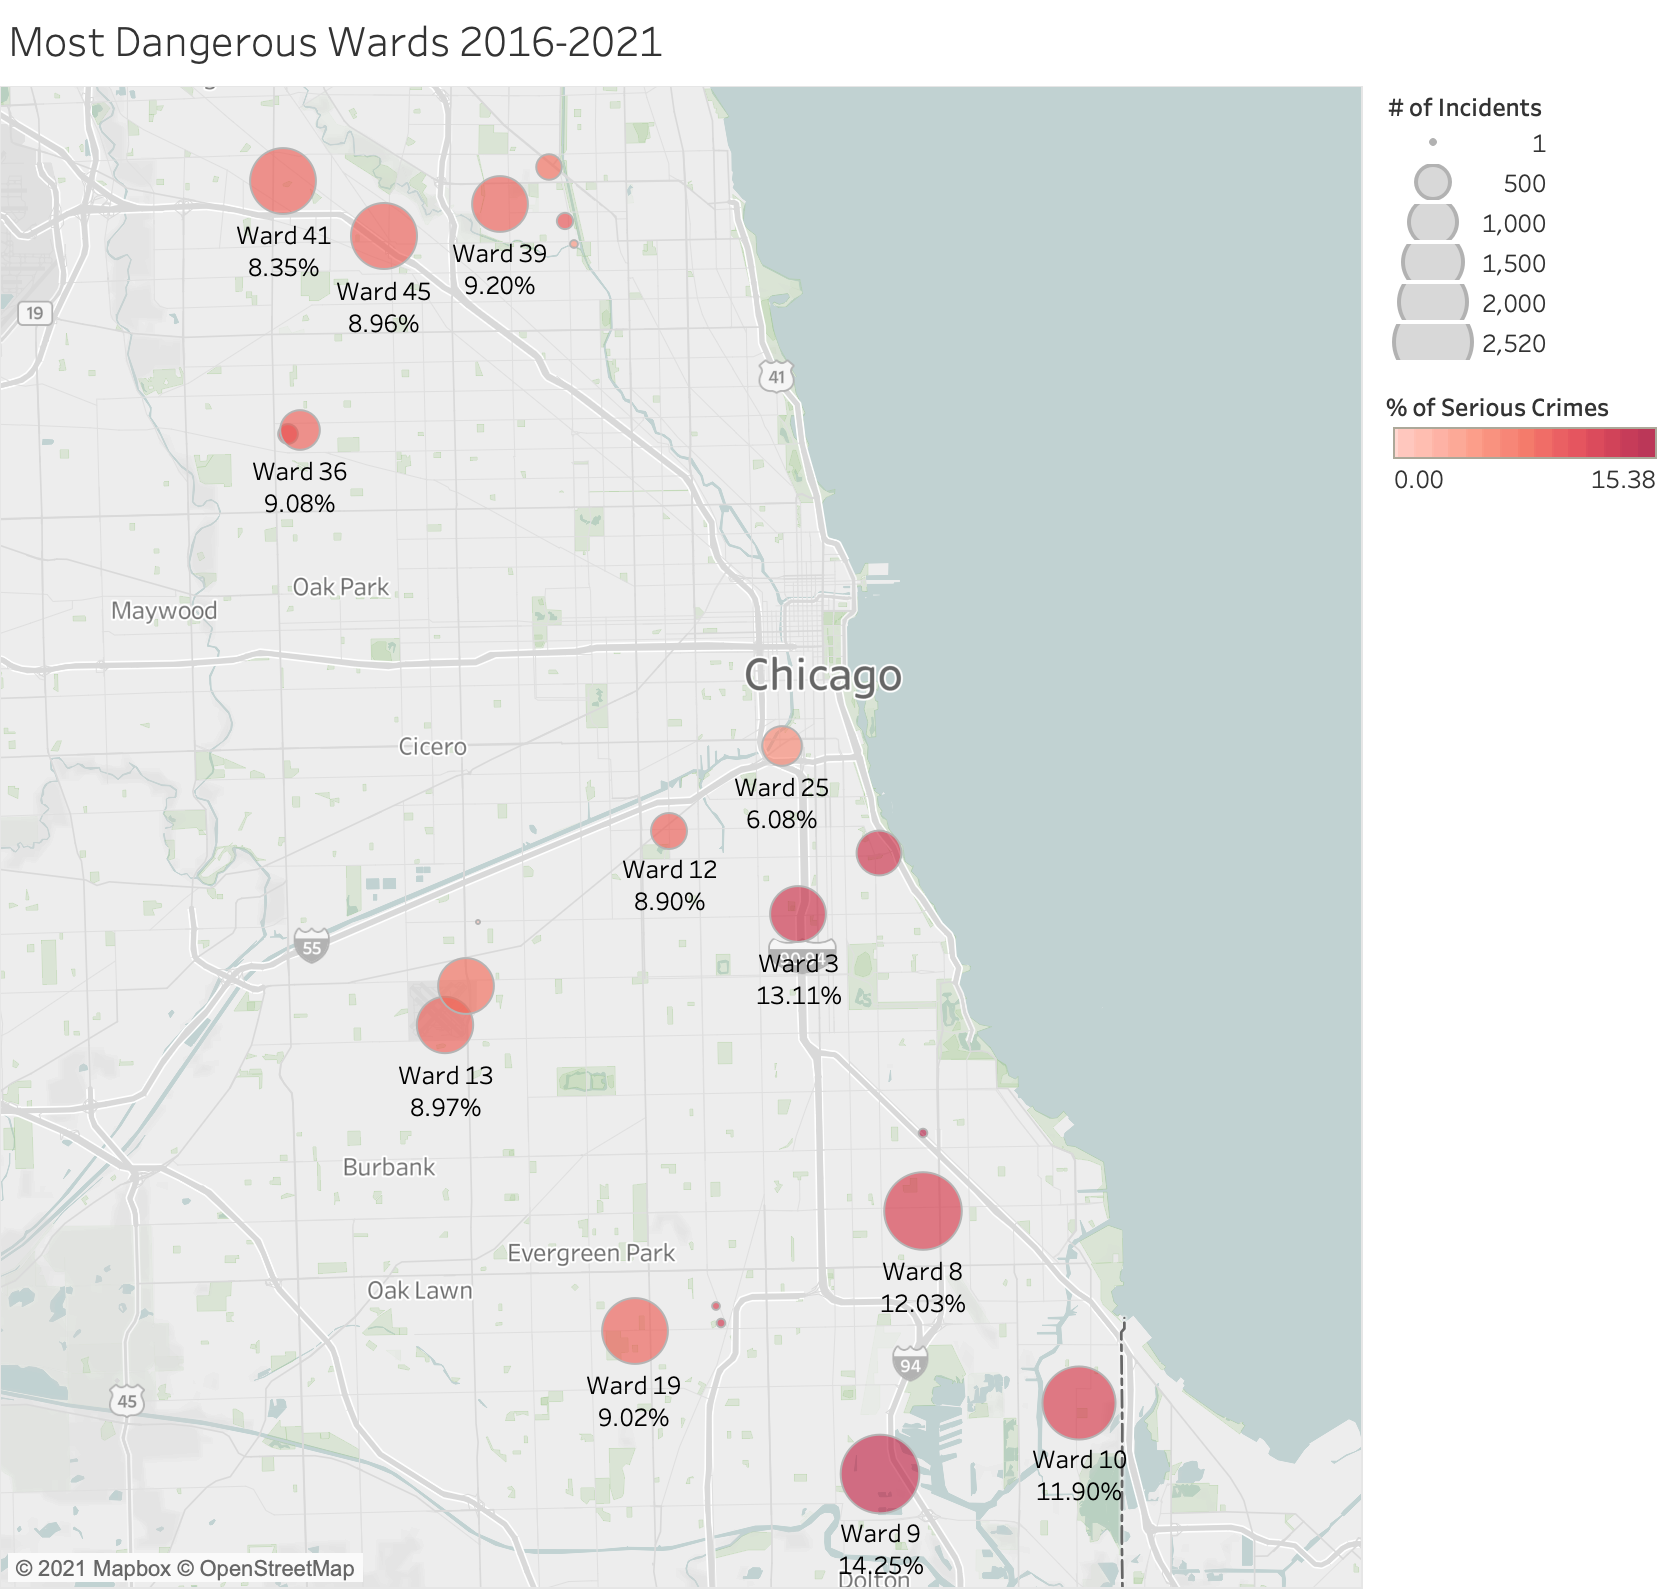 Most Dangerous Wards 2016-2021
# of Incidents
1
500
1,000
1,500
2,000
2,520
% of Serious Crimes
0.00
15.38
Ward 41
8.35%
Ward 45
8.96%
Ward 39
9.20%
19
41
Ward 36
9.08%
Oak Park
Maywood
Chicago
Cicero
Ward 25
6.08%
Ward 12
8.90%
55
Ward 3
13.11%
Ward 13
8.97%
Burbank
Evergreen Park
Oak Lawn
Ward 8
12.03%
Ward 19
9.02%
94
45
Ward 10
11.90%
Ward 9
14.25%
Dolton
© 2021 Mapbox © OpenStreetMap